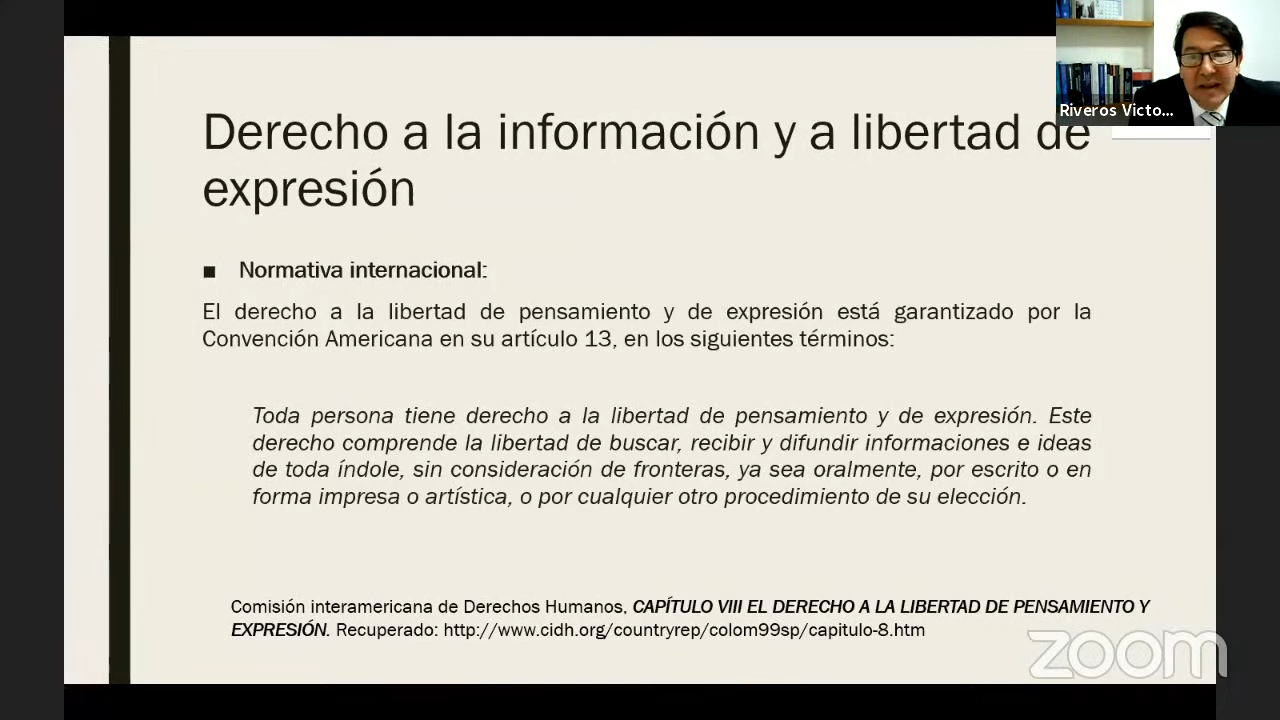 Riveros Victo...
Derecho a la información y a libertad de
expresión
■ Normativa internacional:
El derecho a la libertad de pensamiento y de expresión está garantizado por la
Convención Americana en su artículo 13, en los siguientes términos:
Toda persona tiene derecho a la libertad de pensamiento y de expresión. Este
derecho comprende la libertad de buscar, recibir y difundir informaciones e ideas
de toda índole, sin consideración de fronteras, ya sea oralmente, por escrito o en
forma impresa o artística, o por cualquier otro procedimiento de su elección.
Comisión interamericana de Derechos Humanos, CAPÍTULO VIII EL DERECHO A LA LIBERTAD DE PENSAMIENTO Y
EXPRESIÓN. Recuperado: http://www.cidh.org/countryrep/colom99sp/capitulo-8.htm
zoom